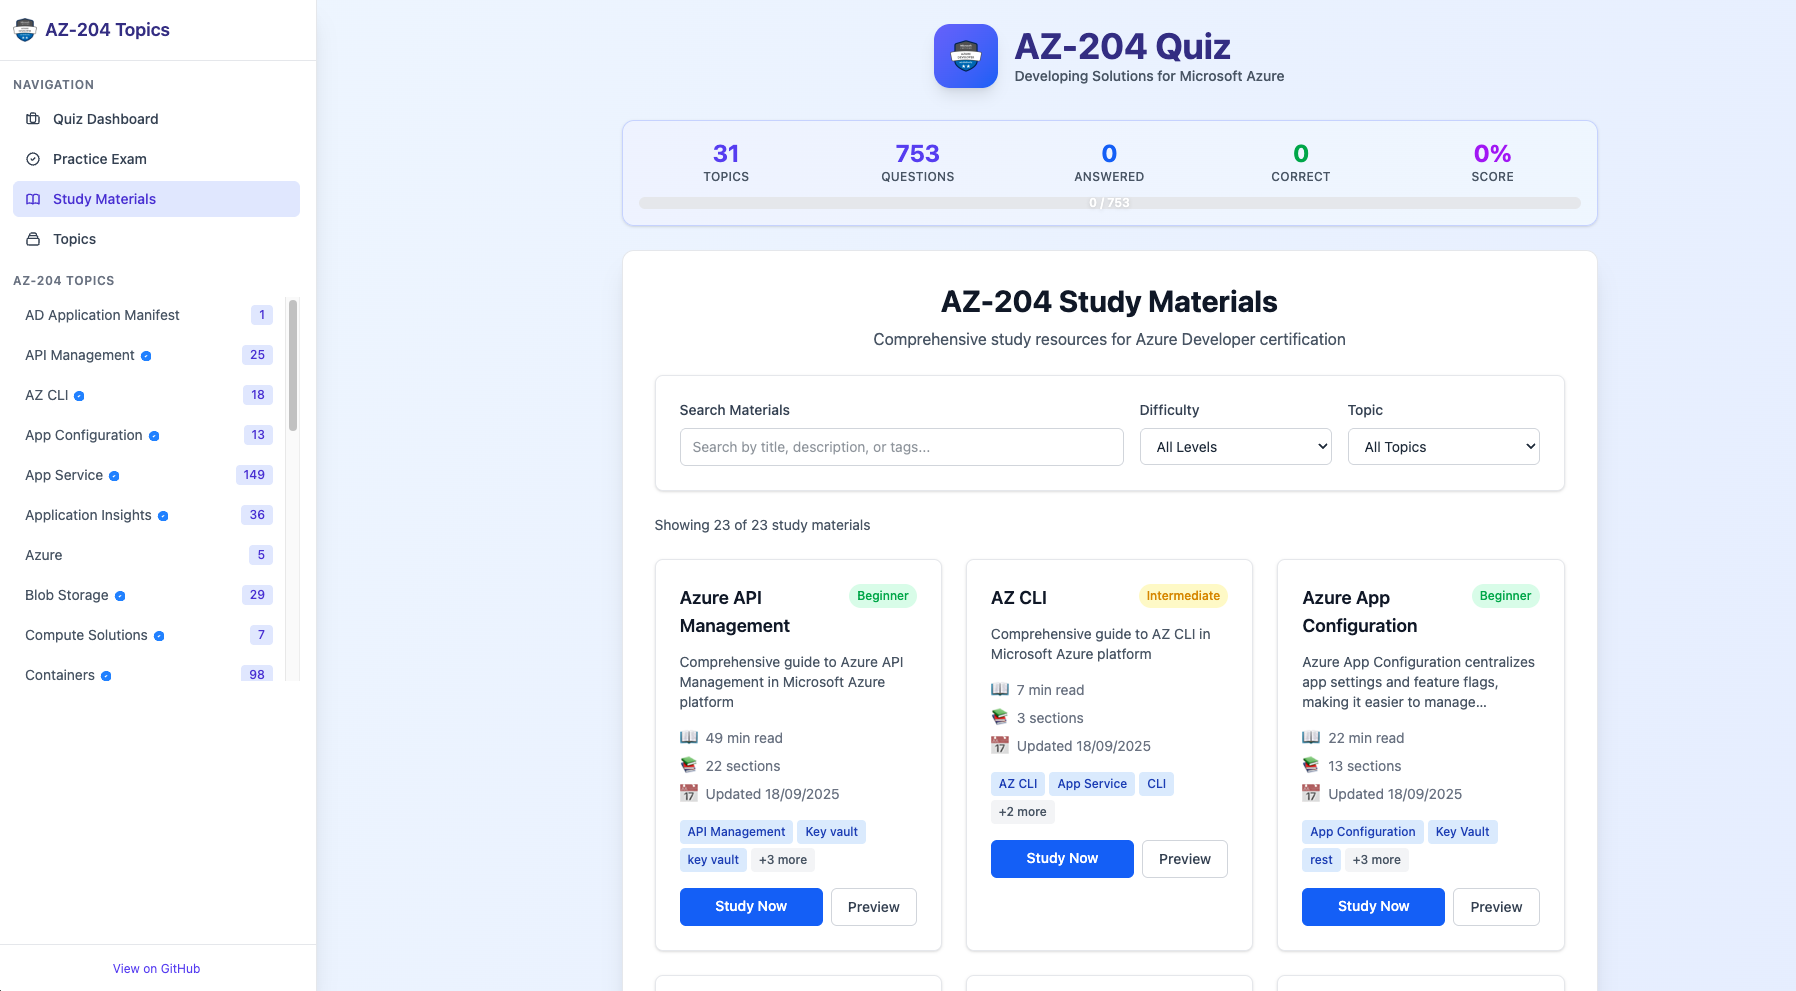 AZ-204 Topics
NAVIGATION
Quiz Dashboard
Practice Exam
Study Materials
Topics
AZ-204 TOPICS
AD Application Manifest 1
API Management 25
AZ CLI 18
App Configuration 13
App Service 149
Application Insights 36
Azure 5
Blob Storage 29
Compute Solutions 7
Containers 98
View on GitHub
AZ-204 Quiz
Developing Solutions for Microsoft Azure
31 753 0 0 0%
TOPICS QUESTIONS ANSWERED CORRECT SCORE
0 / 753
AZ-204 Study Materials
Comprehensive study resources for Azure Developer certification
Search Materials Difficulty Topic
Search by title, description, or tags... All Levels All Topics
Showing 23 of 23 study materials
Azure API Beginner
Management
Comprehensive guide to Azure API
Management in Microsoft Azure
platform
49 min read
22 sections
17 Updated 18/09/2025
API Management Key vault
key vault +3 more
Study Now Preview
AZ CLI Intermediate
Comprehensive guide to AZ CLI in
Microsoft Azure platform
7 min read
3 sections
17 Updated 18/09/2025
AZ CLI App Service CLI
+2 more
Study Now Preview
Azure App Beginner
Configuration
Azure App Configuration centralizes
app settings and feature flags,
making it easier to manage...
22 min read
13 sections
17 Updated 18/09/2025
App Configuration Key Vault
rest +3 more
Study Now Preview